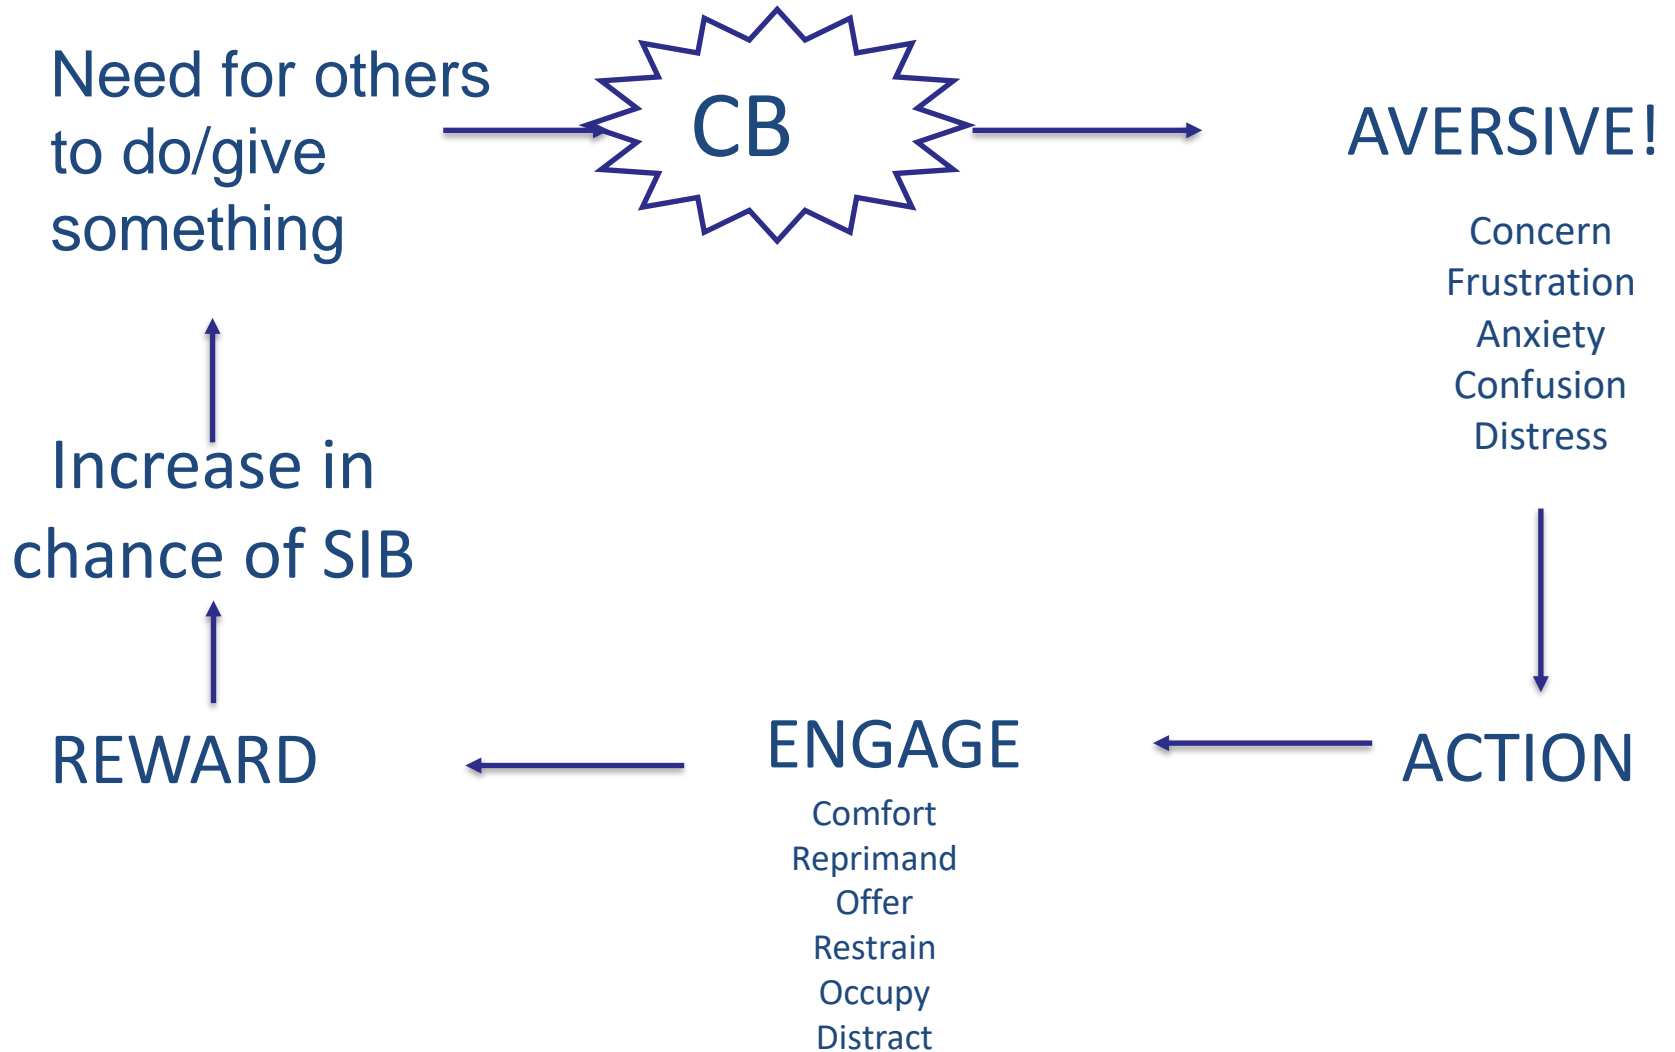 Need for others
to do/give
something
CB
AVERSIVE!
Concern
Frustration
Anxiety
Confusion
Distress
ACTION
ENGAGE
Comfort
Reprimand
Offer
Restrain
Occupy
Distract
REWARD
Increase in
chance of SIB